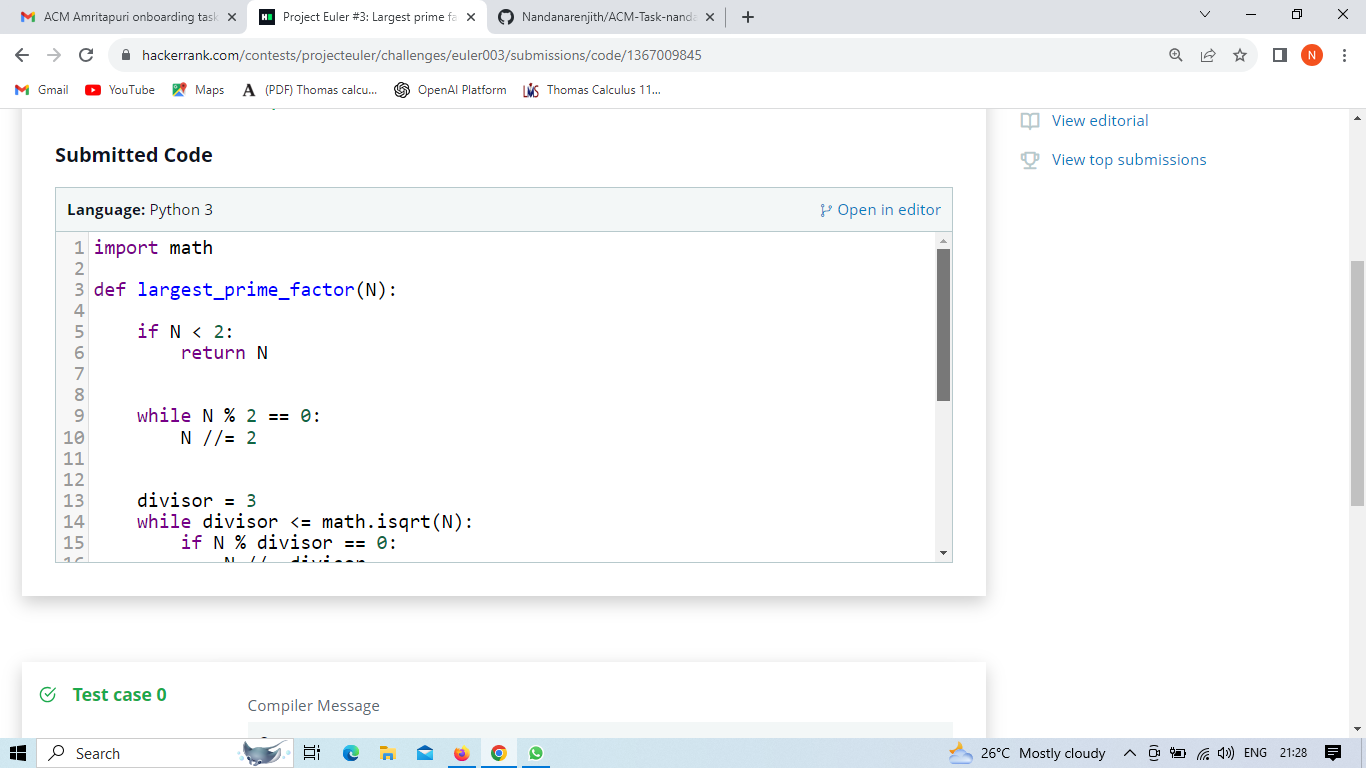 ACM Amritapuri onboarding task
Project Euler #3: Largest prime fa
Nandanarenjith/ACM-Task-nanda
hackerrank.com/contests/projecteuler/challenges/euler003/submissions/code/1367009845
N
Gmail
YouTube
Maps
(PDF) Thomas calcu...
OpenAI Platform
Thomas Calculus 11...
View editorial
View top submissions
Submitted Code
Language: Python 3
Open in editor
1 import math
2
3 def largest_prime_factor(N):
4
5 if N < 2:
6 return N
7
8
9 while N % 2 == 0:
10 N //= 2
11
12
13 divisor = 3
14 while divisor <= math.isqrt(N):
15 if N % divisor == 0:
Test case 0
Compiler Message
Search
26°C Mostly cloudy
ENG
21:28